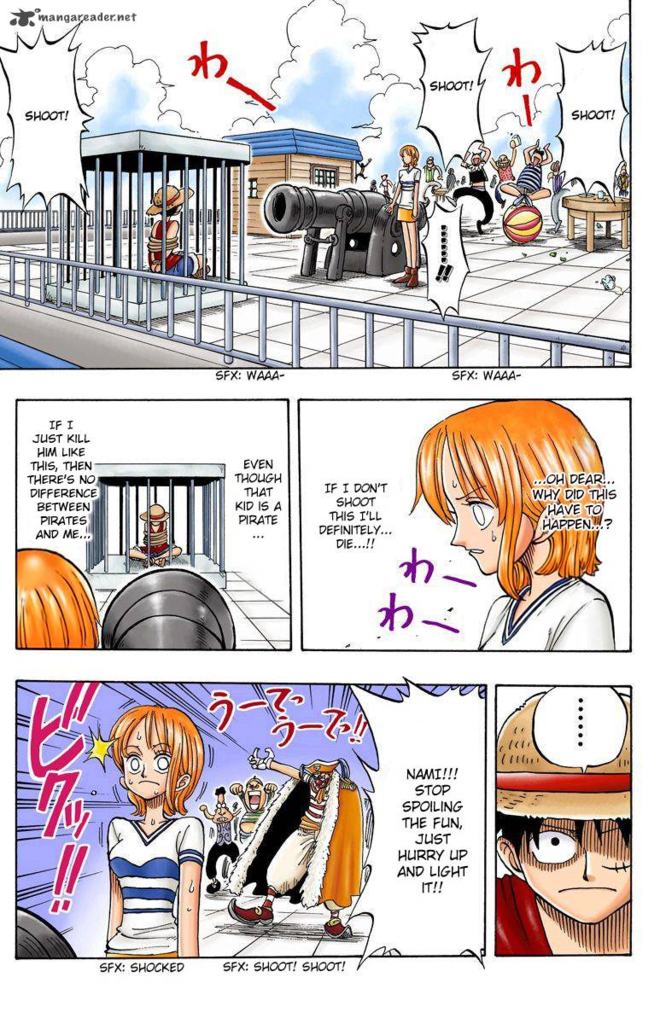 mangareader.net
SHOOT!
わー
SHOOT!
わー
SHOOT!
………!!
SFX: WAAA-
SFX: WAAA-
...OH DEAR...
WHY DID THIS
HAVE TO
HAPPEN...?
IF I DON'T
SHOOT
THIS I'LL
DEFINITELY...
DIE...!!
わー
わー
EVEN
THOUGH
THAT
KID IS A
PIRATE
...
IF I
JUST KILL
HIM LIKE
THIS, THEN
THERE'S NO
DIFFERENCE
BETWEEN
PIRATES
AND ME...
......
NAMI!!!
STOP
SPOILING
THE FUN,
JUST
HURRY UP
AND LIGHT
IT!!
うーてっ
うーてっ!!
ビクッ!!
SFX: SHOCKED
SFX: SHOOT! SHOOT!